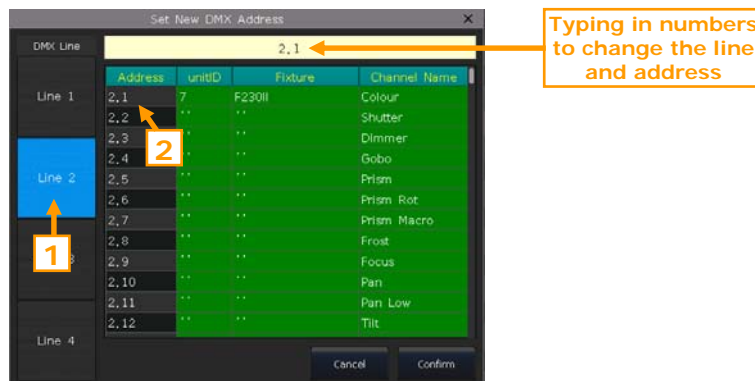 Set New DMX Address
×
DMX Line
2.1
Typing in numbers
to change the line
and address
Line 1
Line 2
Line 4
Address unitID Fixture Channel Name
2.1 7 F230II Colour
2.2 '' '' Shutter
2.3 '' Dimmer
2.4 '' '' Gobo
2.5 '' '' Prism
2.6 '' '' Prism Rot
2.7 '' '' Prism Macro
2.8 '' '' Frost
2.9 '' '' Focus
2.10 '' '' Pan
2.11 '' '' Pan Low
2.12 '' '' Tilt
2
1
3
Cancel Confirm